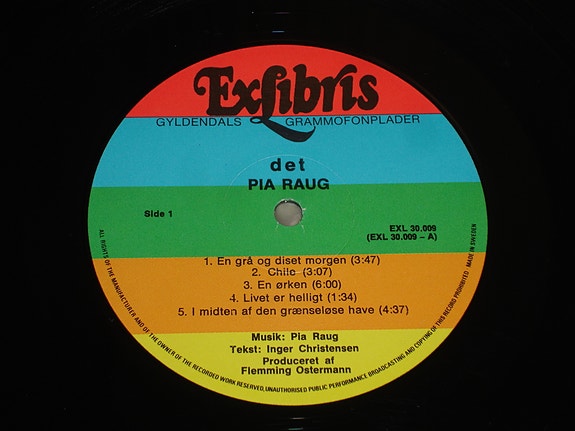 ExLibris
GYLDENDALS GRAMMOFONPLADER
det
PIA RAUG
Side 1
EXL 30.009
(EXL 30.009 – A)
1. En grå og diset morgen (3:47)
2. Chile (3:07)
3. En ørken (6:00)
4. Livet er helligt (1:34)
5. I midten af den grænseløse have (4:37)
Musik: Pia Raug
Tekst: Inger Christensen
Produceret af
Flemming Ostermann
ALL RIGHTS OF THE MANUFACTURER AND OF THE OWNER OF THE RECORDED WORK RESERVED, UNAUTHORISED PUBLIC PERFORMANCE BROADCASTING AND COPYING OF THIS RECORD PROHIBITED MADE IN SWEDEN